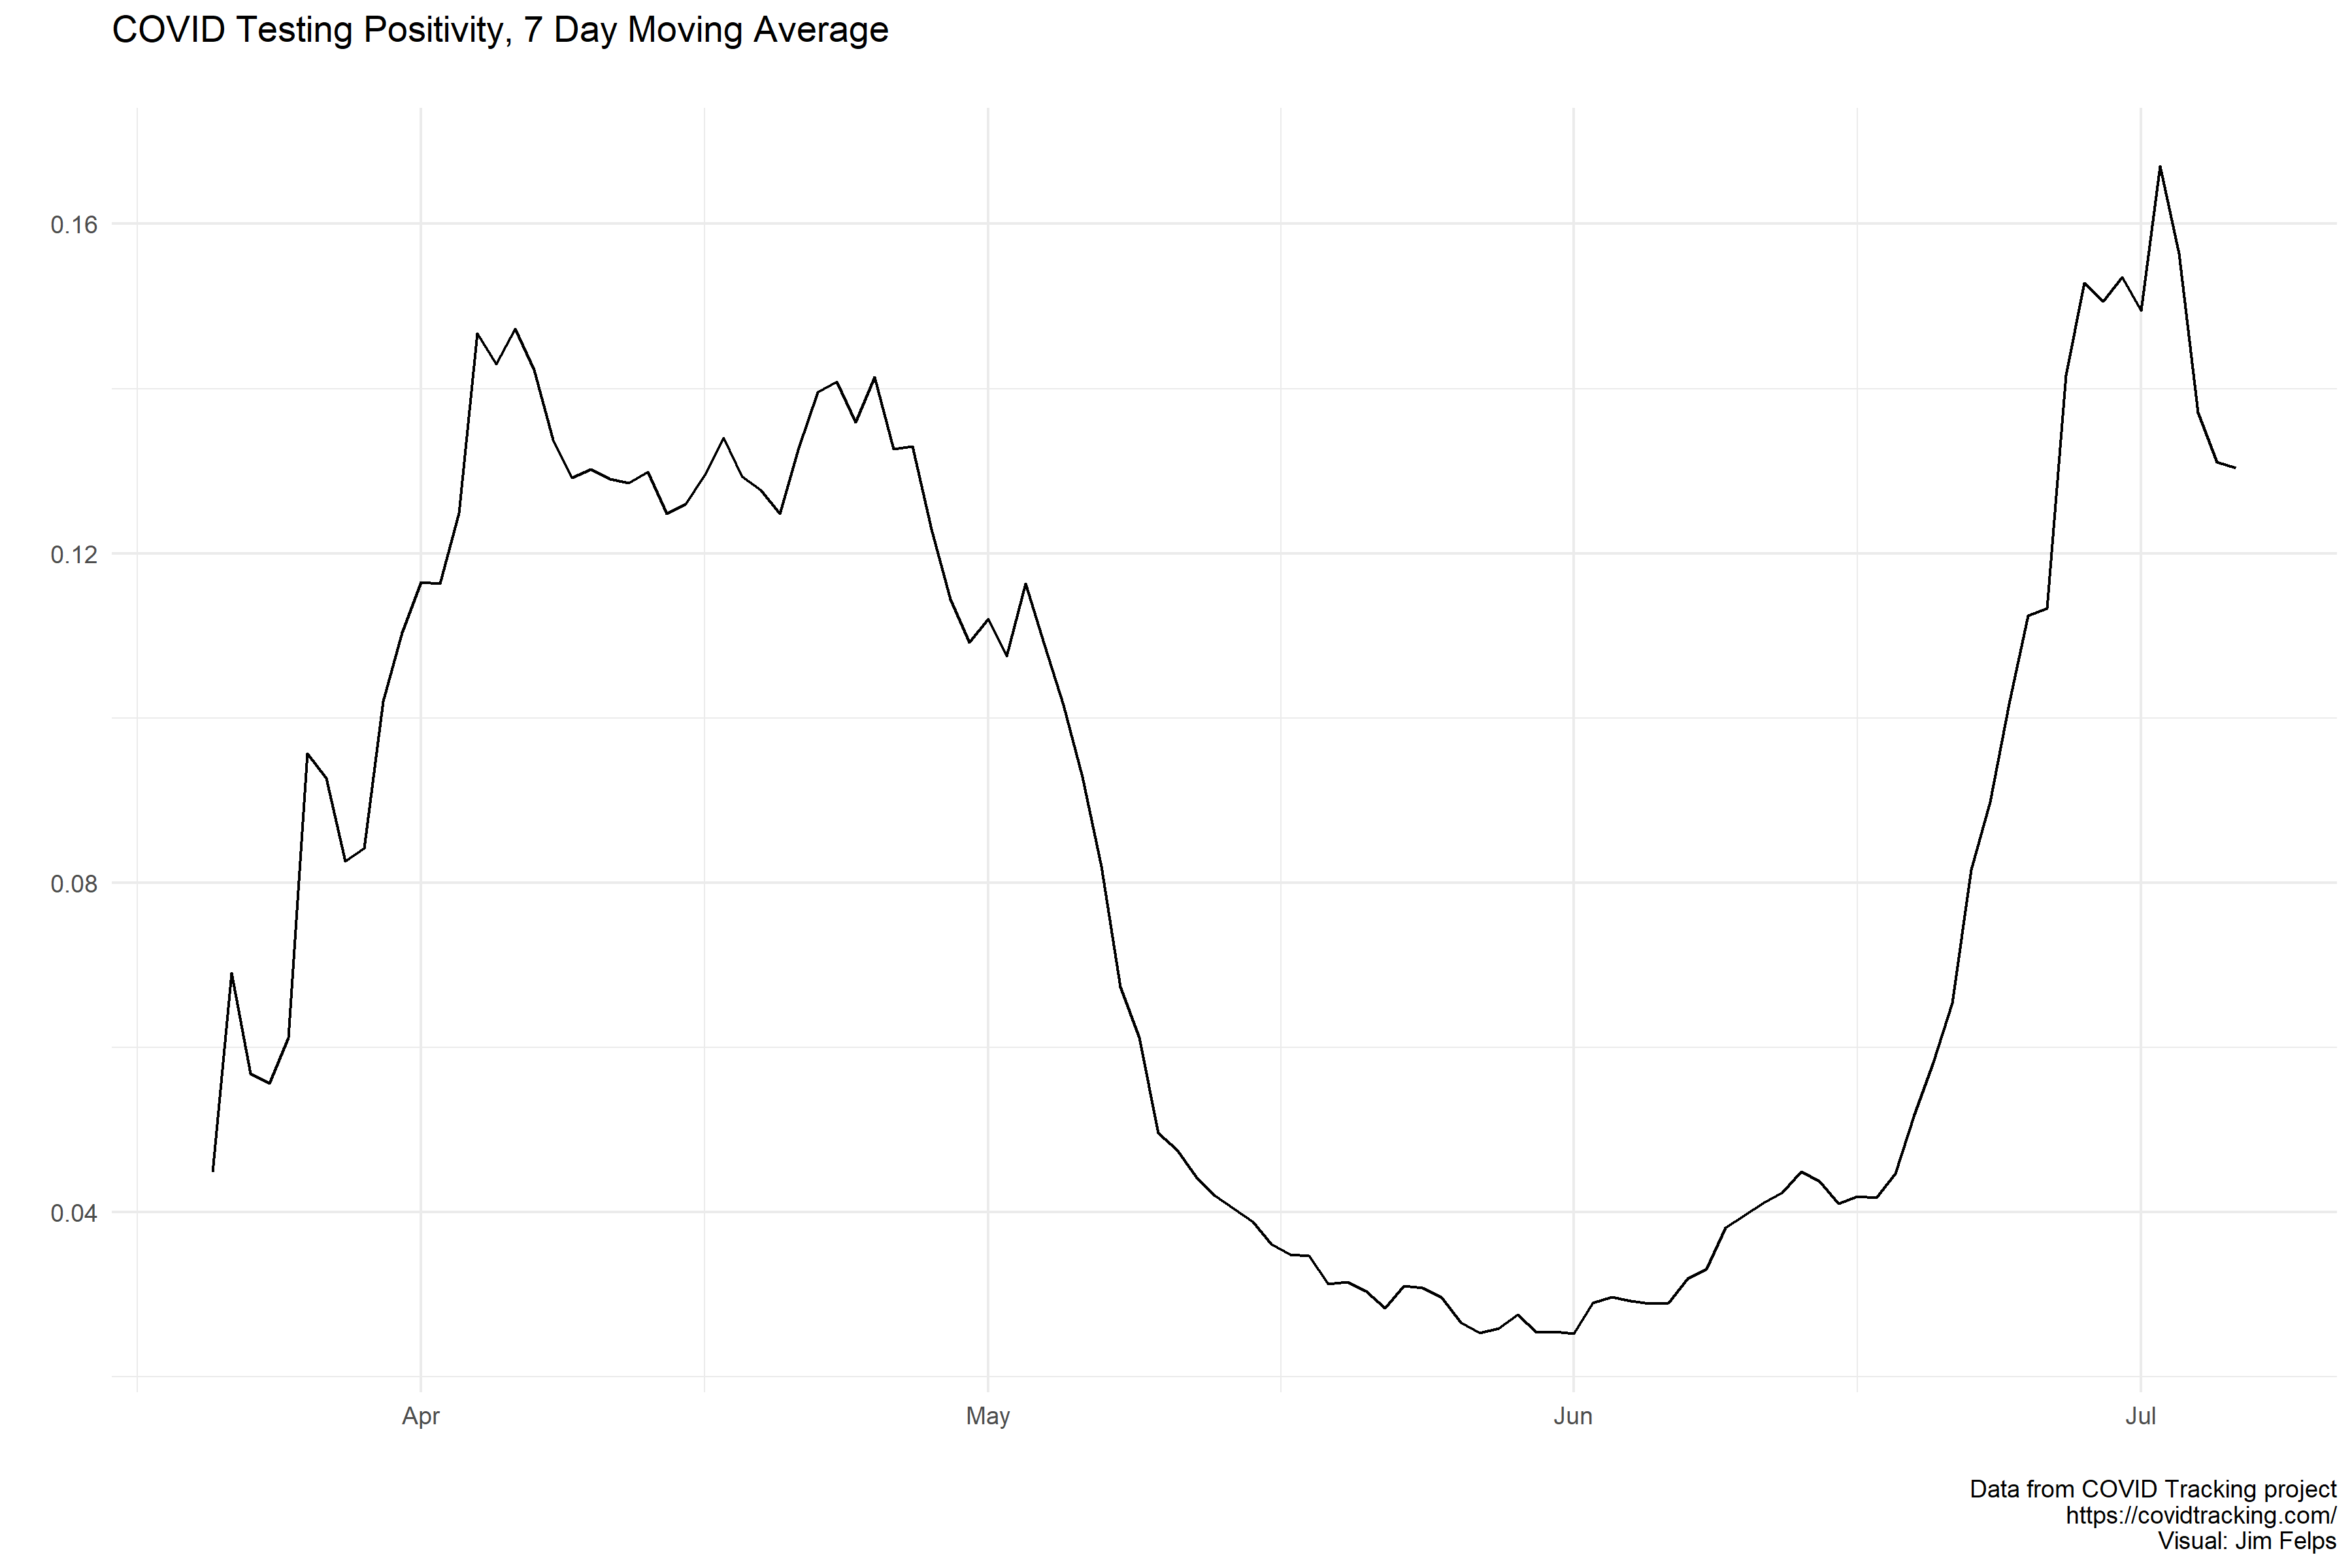 COVID Testing Positivity, 7 Day Moving Average
0.16
0.12
0.08
0.04
Apr May Jun Jul
Data from COVID Tracking project
https://covidtracking.com/
Visual: Jim Felps